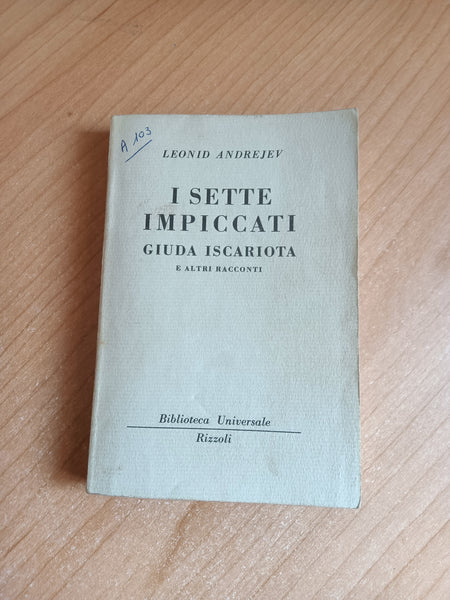 A 103
LEONID ANDREJEV
I SETTE
IMPICCATI
GIUDA ISCARIOTA
E ALTRI RACCONTI
Biblioteca Universale
Rizzoli